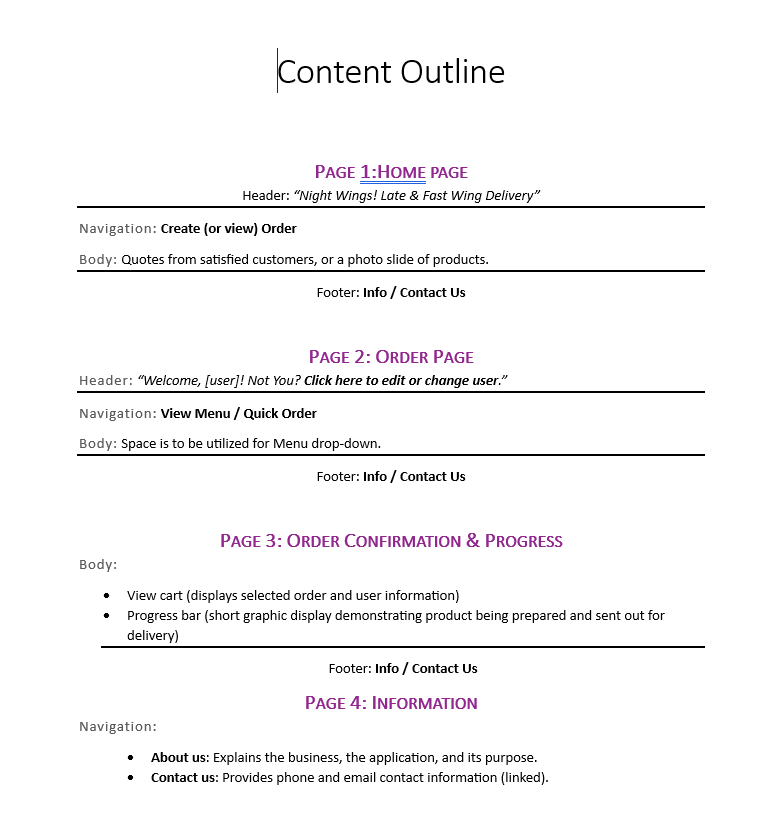 Content Outline
Page 1:Home page
Header: “Night Wings! Late & Fast Wing Delivery”
Navigation: Create (or view) Order
Body: Quotes from satisfied customers, or a photo slide of products.
Footer: Info / Contact Us
Page 2: Order Page
Header: “Welcome, [user]! Not You? Click here to edit or change user.”
Navigation: View Menu / Quick Order
Body: Space is to be utilized for Menu drop-down.
Footer: Info / Contact Us
Page 3: Order Confirmation & Progress
Body:
• View cart (displays selected order and user information)
• Progress bar (short graphic display demonstrating product being prepared and sent out for
delivery)
Footer: Info / Contact Us
Page 4: Information
Navigation:
• About us: Explains the business, the application, and its purpose.
• Contact us: Provides phone and email contact information (linked).